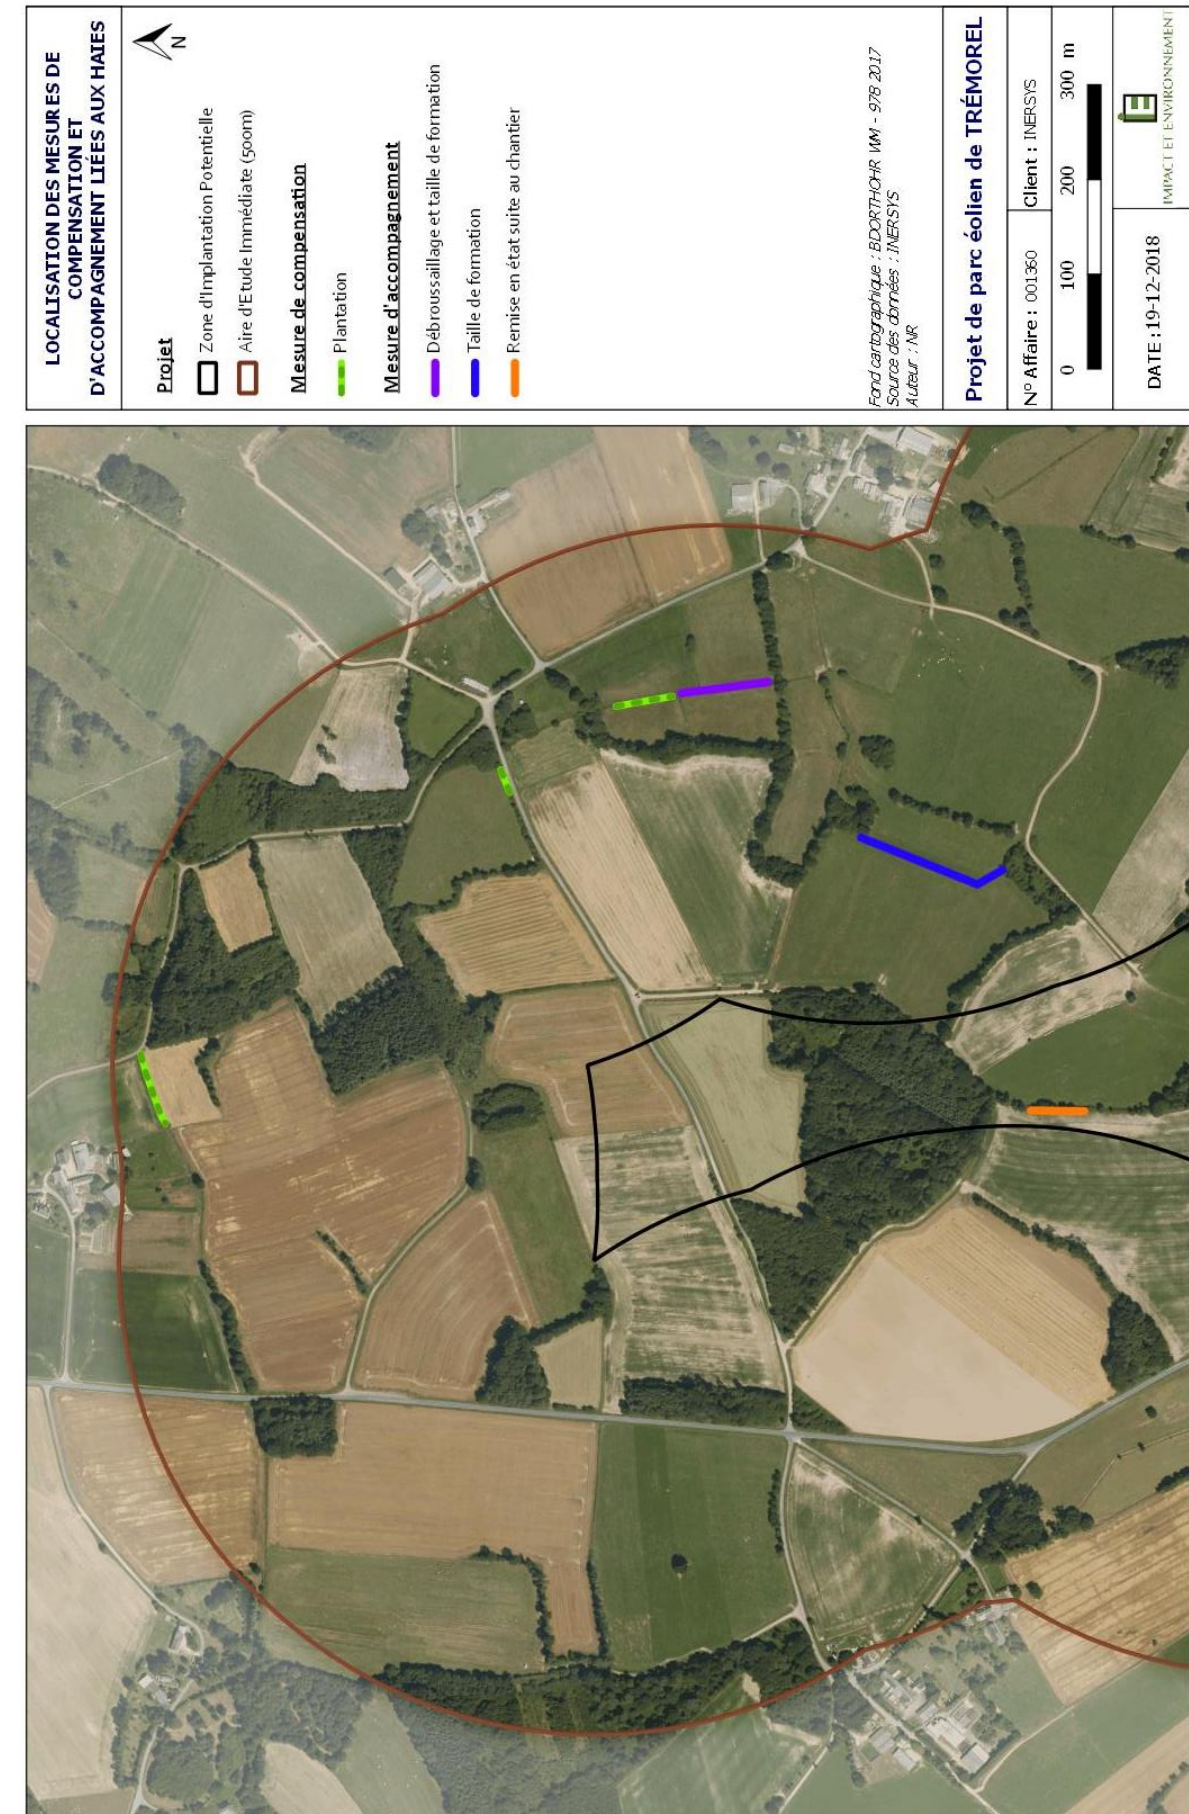 LOCALISATION DES MESURES DE
COMPENSATION ET
D'ACCOMPAGNEMENT LIÉES AUX HAIES
N
Projet
Zone d'Implantation Potentielle
Aire d'Etude Immédiate (500m)
Mesure de compensation
Plantation
Mesure d'accompagnement
Débroussaillage et taille de formation
Taille de formation
Remise en état suite au chantier
Fond cartographique : BDORTHOHR WM - 978 2017
Source des données : INERSYS
Auteur : NR
Projet de parc éolien de TRÉMOREL
N° Affaire : 001360
Client : INERSYS
0 100 200 300 m
DATE : 19-12-2018
IE
IMPACT ET ENVIRONNEMENT